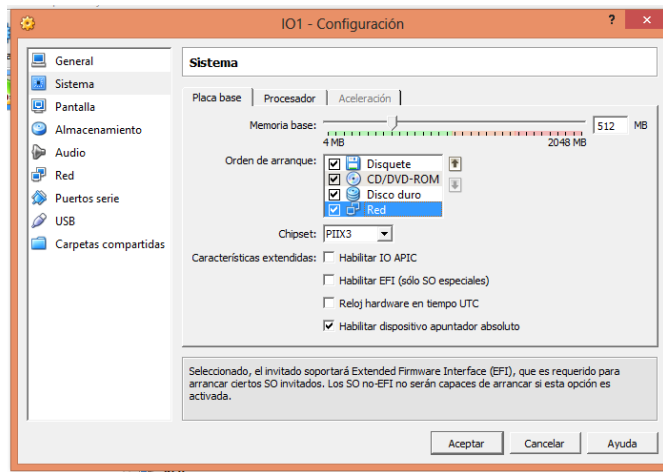 IO1 - Configuración
?
×
General
Sistema
Pantalla
Almacenamiento
Audio
Red
Puertos serie
USB
Carpetas compartidas
Sistema
Placa base Procesador Aceleración
Memoria base: 512 MB
4 MB 2048 MB
Orden de arranque: Disquete
CD/DVD-ROM
Disco duro
Red
Chipset: PIIX3
Características extendidas: Habilitar IO APIC
Habilitar EFI (sólo SO especiales)
Reloj hardware en tiempo UTC
Habilitar dispositivo apuntador absoluto
Seleccionado, el invitado soportará Extended Firmware Interface (EFI), que es requerido para
arrancar ciertos SO invitados. Los SO no-EFI no serán capaces de arrancar si esta opción es
activada.
Aceptar Cancelar Ayuda